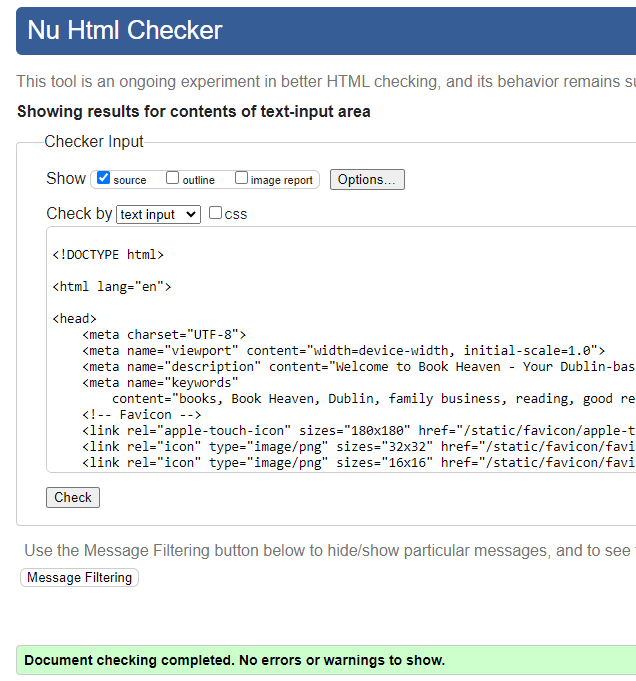 Nu Html Checker
This tool is an ongoing experiment in better HTML checking, and its behavior remains
Showing results for contents of text-input area
Checker Input
Show source outline image report Options...
Check by text input css
<!DOCTYPE html>
<html lang="en">
<head>
<meta charset="UTF-8">
<meta name="viewport" content="width=device-width, initial-scale=1.0">
<meta name="description" content="Welcome to Book Heaven - Your Dublin-bas
<meta name="keywords"
content="books, Book Heaven, Dublin, family business, reading, good re
<!-- Favicon -->
<link rel="apple-touch-icon" sizes="180x180" href="/static/favicon/apple-t
<link rel="icon" type="image/png" sizes="32x32" href="/static/favicon/favi
<link rel="icon" type="image/png" sizes="16x16" href="/static/favicon/favi
Check
Use the Message Filtering button below to hide/show particular messages, and to see
Message Filtering
Document checking completed. No errors or warnings to show.